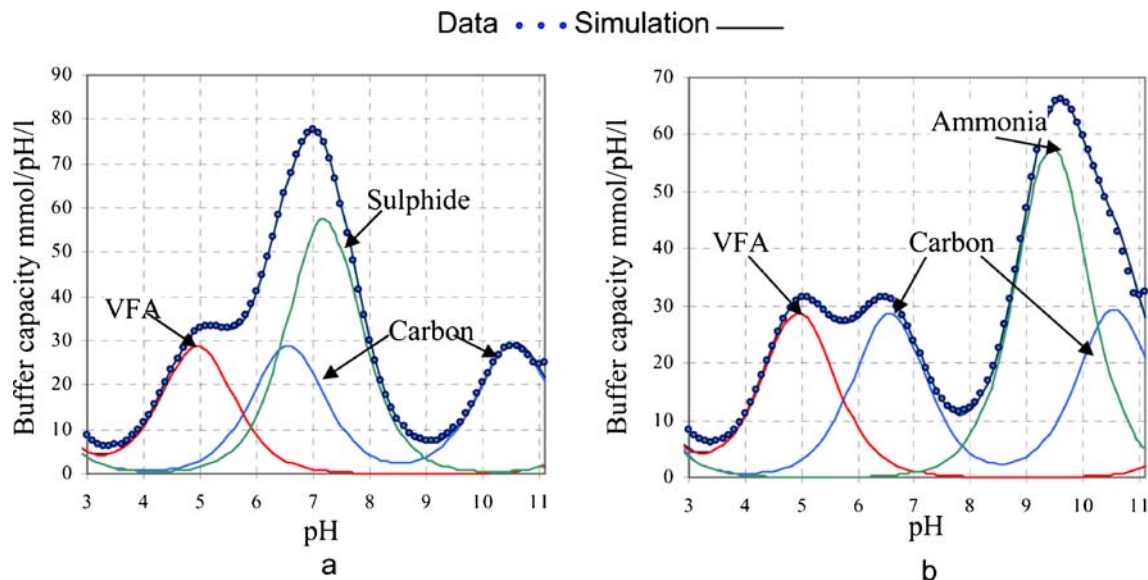 Data Simulation
Buffer capacity mmol/pH/l
90
80
70
60
50
40
30
20
10
0
3 4 5 6 7 8 9 10 11
pH
VFA
Sulphide
Carbon
a
Buffer capacity mmol/pH/l
70
60
50
40
30
20
10
0
3 4 5 6 7 8 9 10 11
pH
VFA
Ammonia
Carbon
b